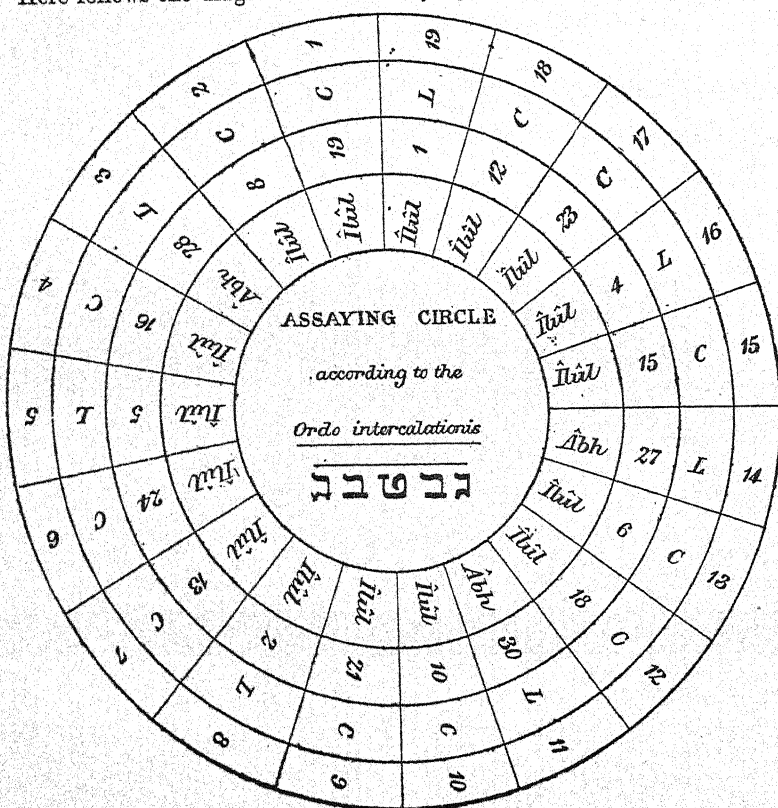 Here follows the
1 C 19 Îlûl
2 C 8 Îlûl
3 L 28 Âbh
4 C 16 Îlûl
5 L 5 Îlûl
6 C 24 Îlûl
7 C 13 Îlûl
8 L 2 Îlûl
9 C 21 Îlûl
10 C 10 Îlûl
11 L 30 Âbh
12 C 18 Îlûl
13 C 6 Îlûl
14 L 27 Âbh
15 C 15 Îlûl
16 L 4 Îlûl
17 C 23 Îlûl
18 C 12 Îlûl
19 L 1 Îlûl
ASSAYING CIRCLE
according to the
Ordo intercalationis
גבטבג